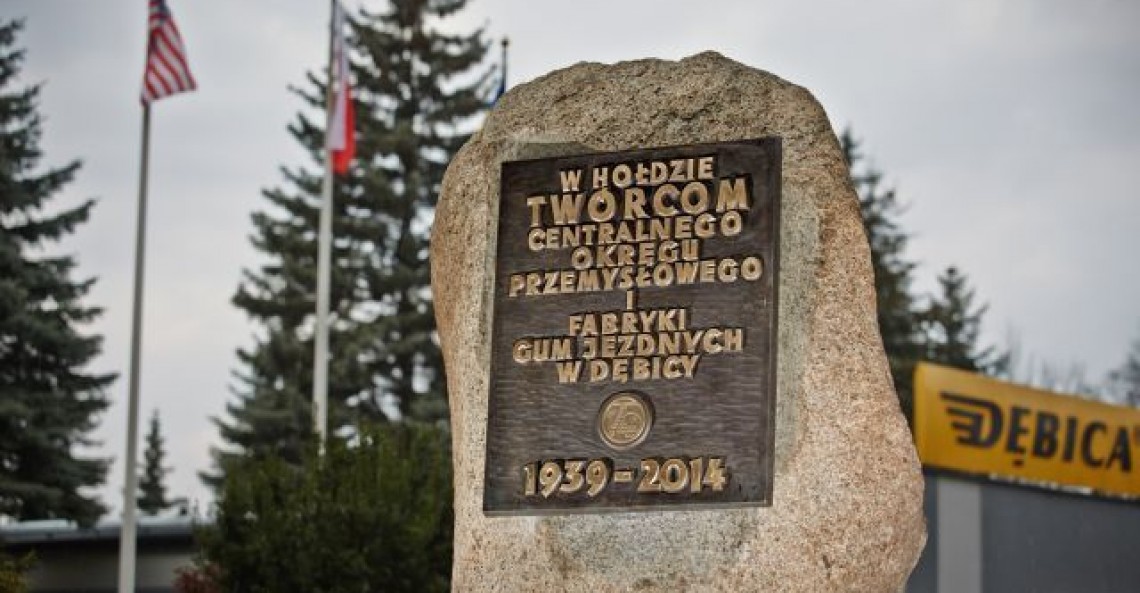 W HOŁDZIE
TWÓRCOM
CENTRALNEGO
OKRĘGU
PRZEMYSŁOWEGO
I
FABRYKI
GUM JEZDNYCH
W DĘBICY
1939-2014
DĘBICA